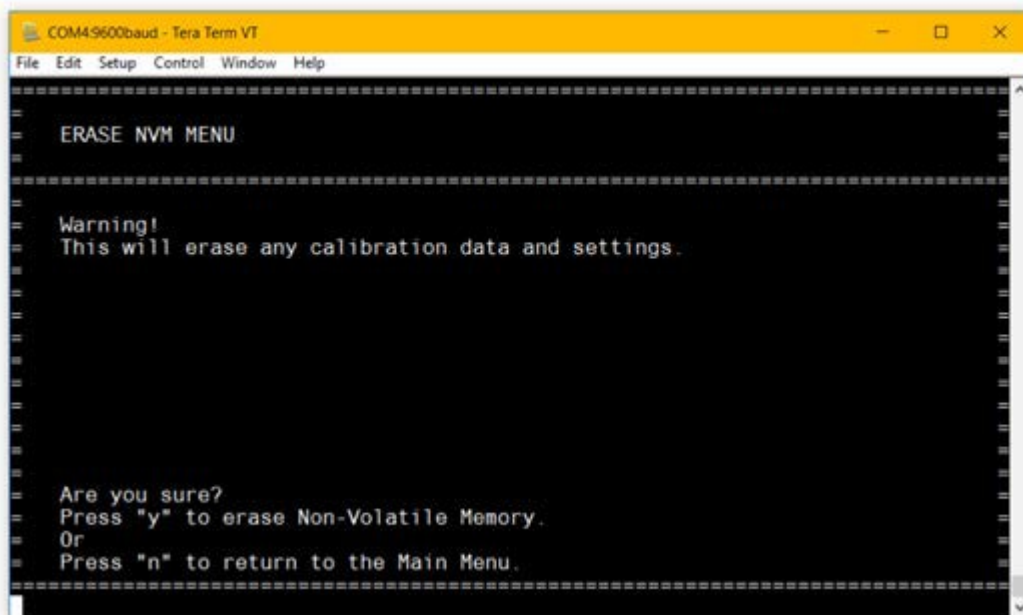 COM4:9600baud - Tera Term VT
File Edit Setup Control Window Help
ERASE NVM MENU
Warning!
This will erase any calibration data and settings.
Are you sure?
Press "y" to erase Non-Volatile Memory.
Or
Press "n" to return to the Main Menu.